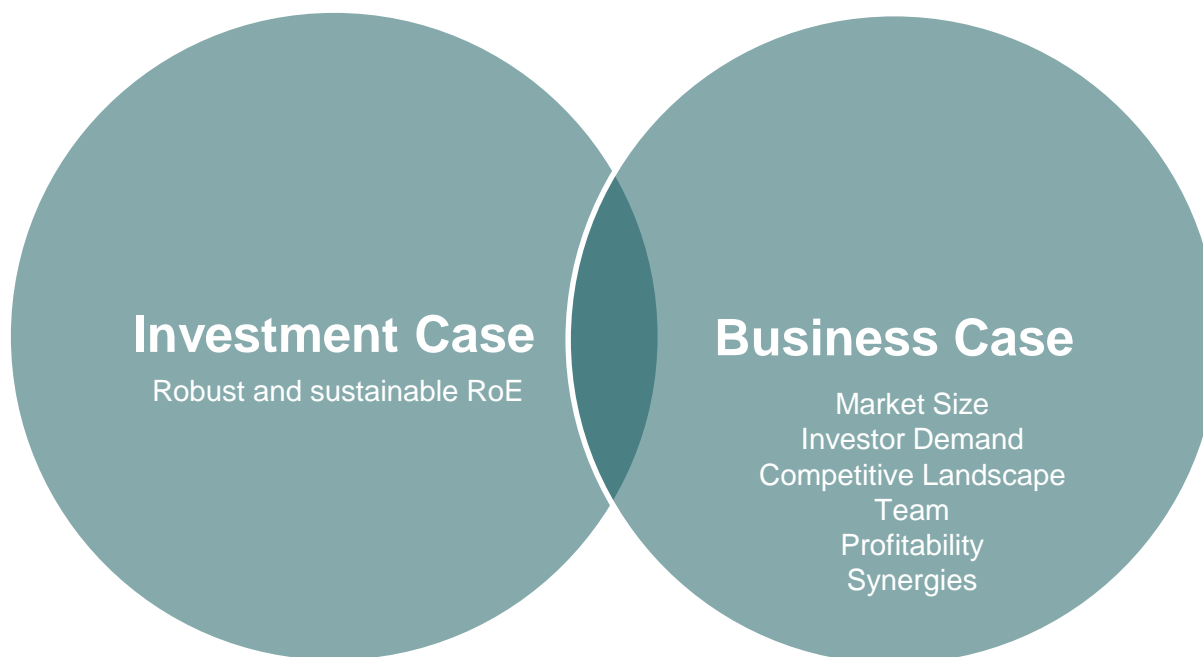 Investment Case
Robust and sustainable RoE
Business Case
Market Size
Investor Demand
Competitive Landscape
Team
Profitability
Synergies